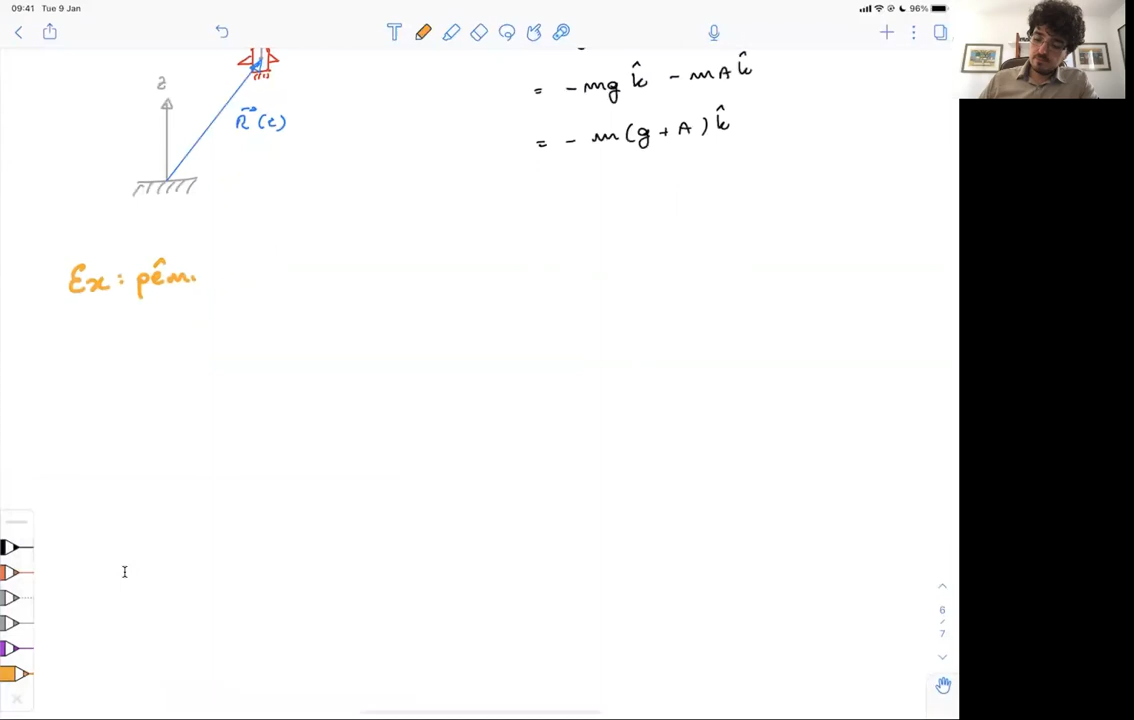 09:41 Tue 9 Jan 96%
T
= - mg k̂ - mA k̂
= - m(g + A) k̂
z
R⃗(t)
Ex : pêm.
6
/
7